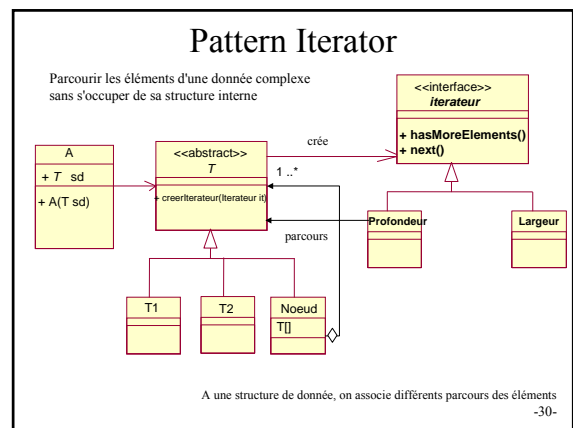 Pattern Iterator
Parcourir les éléments d'une donnée complexe
sans s'occuper de sa structure interne
<<interface>>
iterateur
+ hasMoreElements()
+ next()
crée
A
+ T sd
+ A(T sd)
<<abstract>>
T
+ creerIterateur(Iterateur it)
1 ..*
parcours
Profondeur
Largeur
T1
T2
Noeud
T[]
A une structure de donnée, on associe différents parcours des éléments
-30-